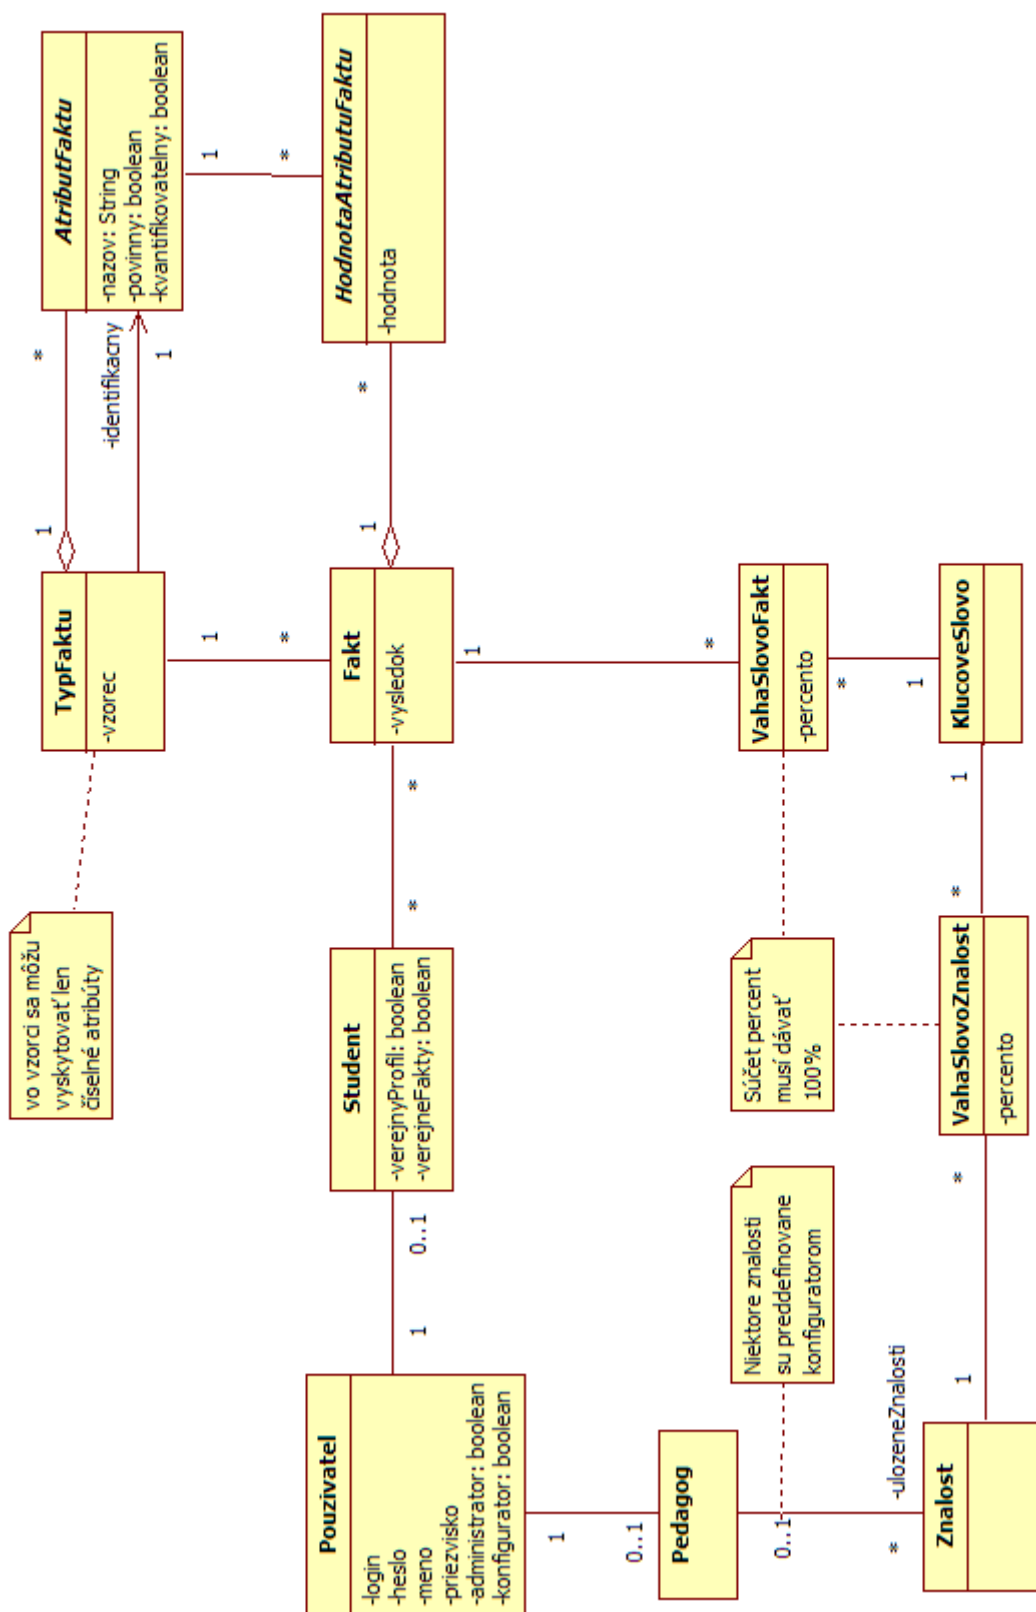 Pouzivatel
-login
-heslo
-meno
-priezvisko
-administrator: boolean
-konfigurator: boolean
1
0..1
Student
-verejnyProfil: boolean
-verejneFakty: boolean
*
*
vo vzorci sa môžu
vyskytovať len
číselné atribúty
TypFaktu
-vzorec
1
*
-identifikacny
1
AtributFaktu
-nazov: String
-povinny: boolean
-kvantifikovatelny: boolean
1
*
Fakt
-vysledok
1
*
HodnotaAtributuFaktu
-hodnota
1
*
1
*
VahaSlovoFakt
-percento
*
1
KlucoveSlovo
1
*
VahaSlovoZnalost
-percento
*
1
Súčet percent
musí dávať
100%
Niektore znalosti
su preddefinovane
konfiguratorom
1
0..1
Pedagog
0..1
*
-ulozeneZnalosti
Znalost